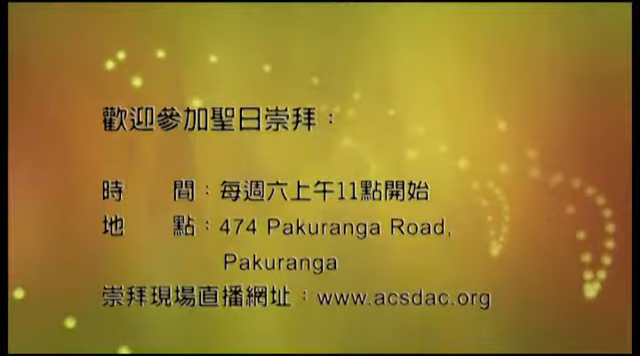 歡迎參加聖日崇拜：
時　　間：每週六上午11點開始
地　　點：474 Pakuranga Road,
Pakuranga
崇拜現場直播網址：www.acsdac.org